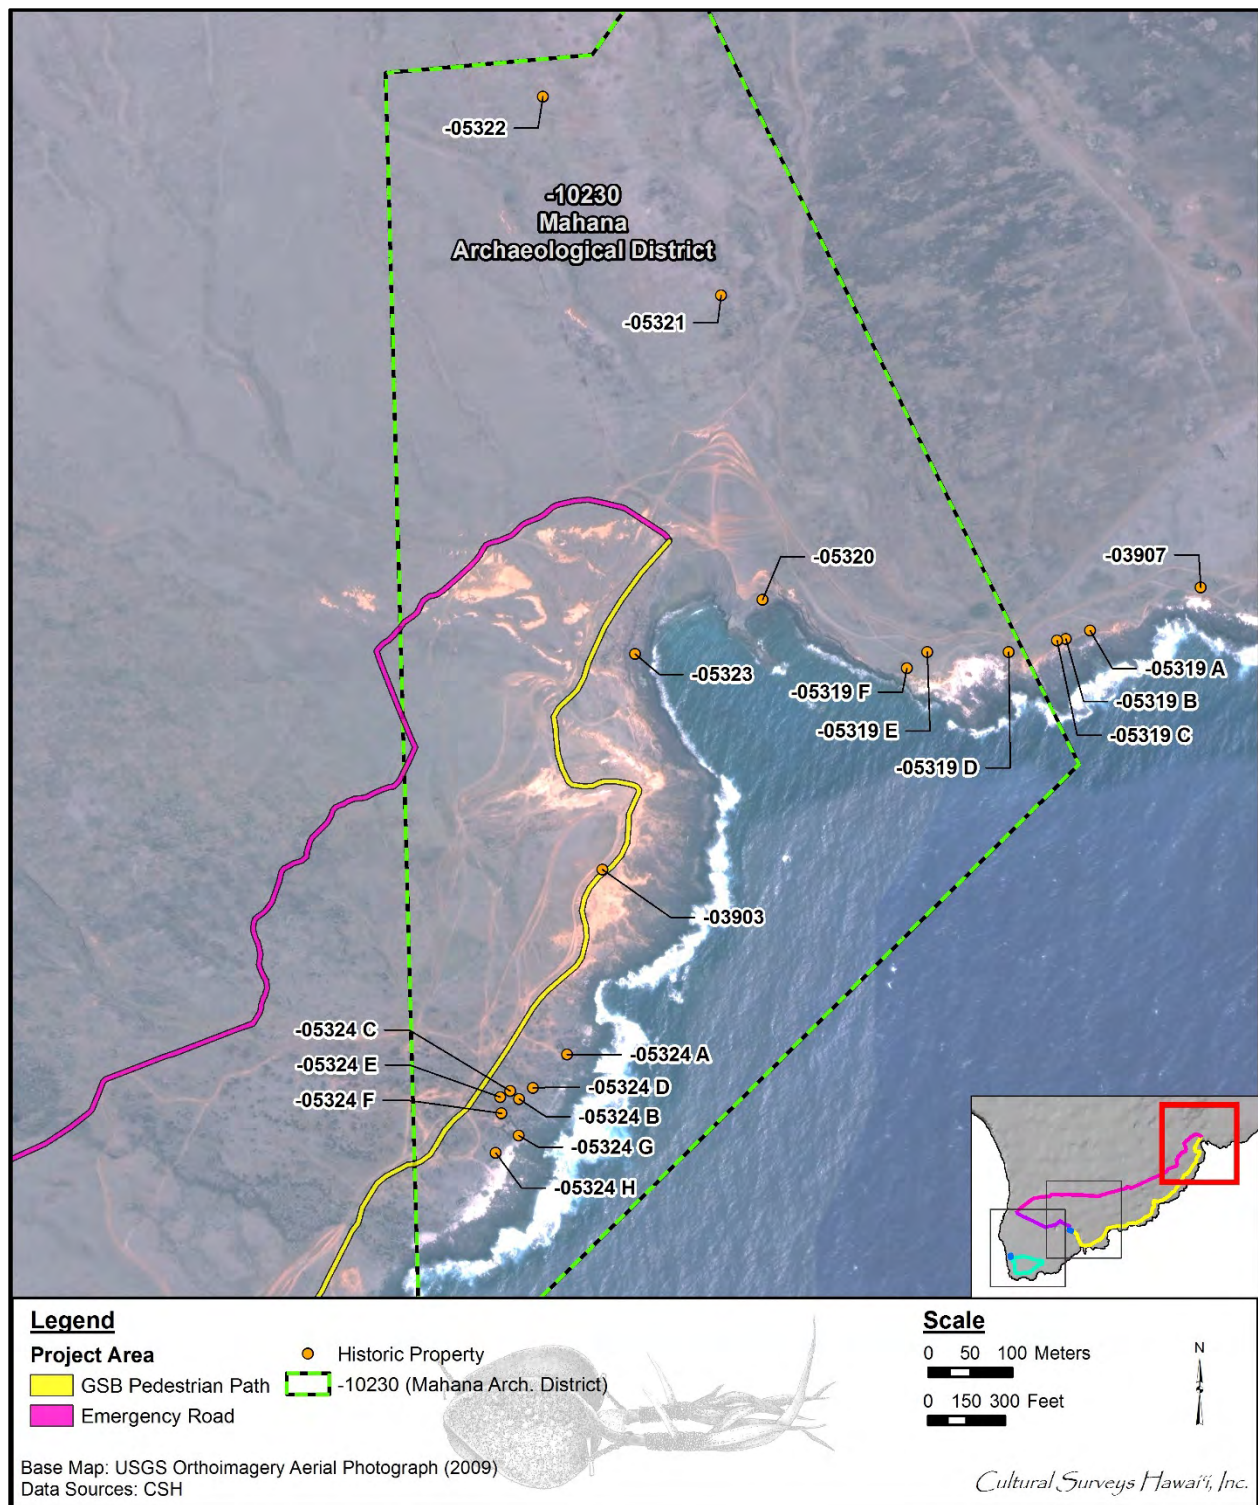 -05322
-10230
Mahana
Archaeological District
-05321
-05320
-03907
-05323
-05319 F
-05319 A
-05319 E
-05319 B
-05319 C
-05319 D
-03903
-05324 C
-05324 A
-05324 E
-05324 D
-05324 F
-05324 B
-05324 G
-05324 H
Legend
Project Area
Historic Property
GSB Pedestrian Path
-10230 (Mahana Arch. District)
Emergency Road
Base Map: USGS Orthoimagery Aerial Photograph (2009)
Data Sources: CSH
Scale
0 50 100 Meters
0 150 300 Feet
N
Cultural Surveys Hawai‘i, Inc.